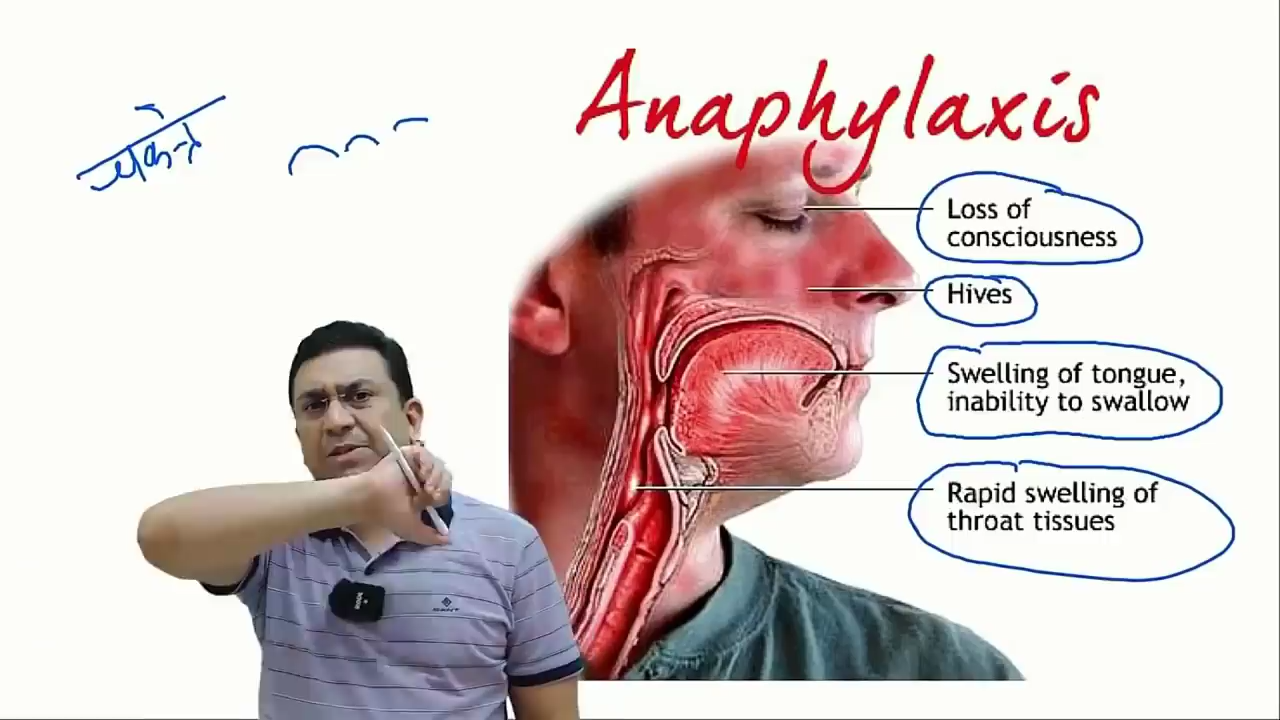 Anaphylaxis
Loss of
consciousness
Hives
Swelling of tongue,
inability to swallow
Rapid swelling of
throat tissues